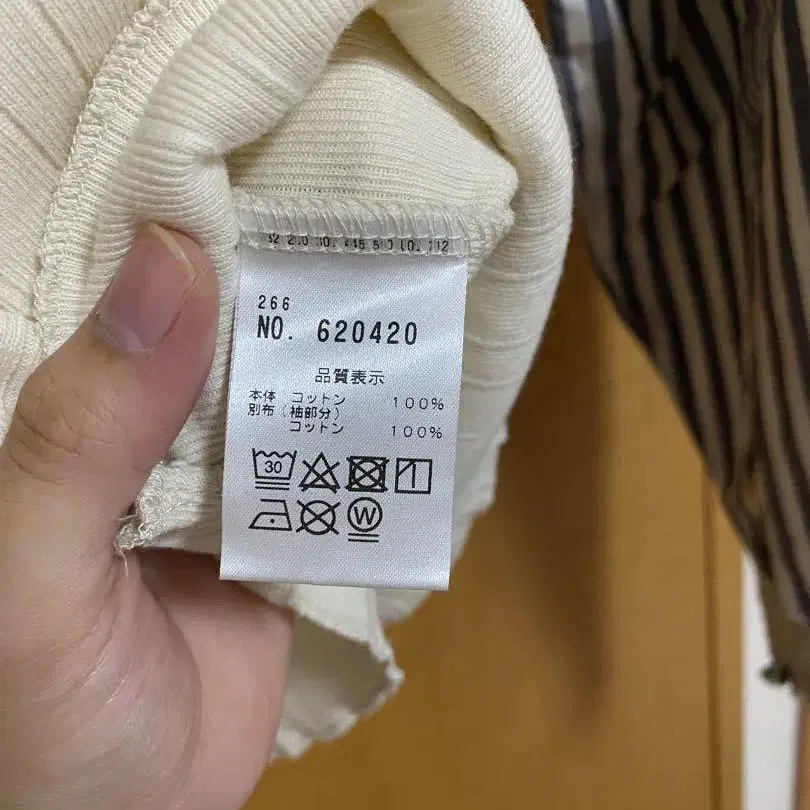 266
NO. 620420
品質表示
本体 コットン 100%
別布(袖部分)
コットン 100%
30
W